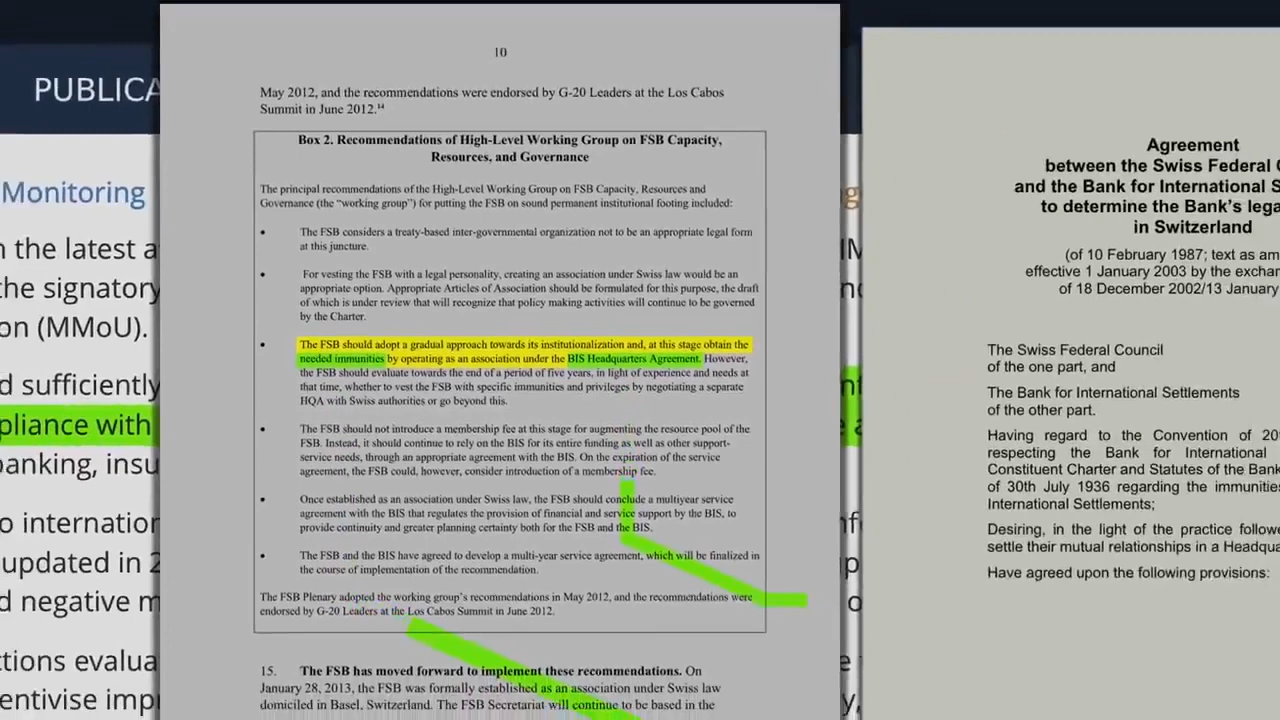 PUBLICA
Monitoring
n the latest a
the signatory
on (MMoU).
d sufficiently
pliance with
banking, insu
o internation
updated in 2
d negative m
ctions evalua
entivise imp
10
May 2012, and the recommendations were endorsed by G-20 Leaders at the Los Cabos
Summit in June 2012.¹⁴
Box 2. Recommendations of High-Level Working Group on FSB Capacity,
Resources, and Governance
The principal recommendations of the High-Level Working Group on FSB Capacity, Resources and
Governance (the “working group”) for putting the FSB on sound permanent institutional footing included:
• The FSB considers a treaty-based inter-governmental organization not to be an appropriate legal form
at this juncture.
• For vesting the FSB with a legal personality, creating an association under Swiss law would be an
appropriate option. Appropriate Articles of Association should be formulated for this purpose, the draft
of which is under review that will recognize that policy making activities will continue to be governed
by the Charter.
• The FSB should adopt a gradual approach towards its institutionalization and, at this stage obtain the
needed immunities by operating as an association under the BIS Headquarters Agreement. However,
the FSB should evaluate towards the end of a period of five years, in light of experience and needs at
that time, whether to vest the FSB with specific immunities and privileges by negotiating a separate
HQA with Swiss authorities or go beyond this.
• The FSB should not introduce a membership fee at this stage for augmenting the resource pool of the
FSB. Instead, it should continue to rely on the BIS for its entire funding as well as other support-
service needs, through an appropriate agreement with the BIS. On the expiration of the service
agreement, the FSB could, however, consider introduction of a membership fee.
• Once established as an association under Swiss law, the FSB should conclude a multiyear service
agreement with the BIS that regulates the provision of financial and service support by the BIS, to
provide continuity and greater planning certainty both for the FSB and the BIS.
• The FSB and the BIS have agreed to develop a multi-year service agreement, which will be finalized in
the course of implementation of the recommendation.
The FSB Plenary adopted the working group’s recommendations in May 2012, and the recommendations were
endorsed by G-20 Leaders at the Los Cabos Summit in June 2012.
15. The FSB has moved forward to implement these recommendations. On
January 28, 2013, the FSB was formally established as an association under Swiss law
domiciled in Basel, Switzerland. The FSB Secretariat will continue to be based in the
Agreement
between the Swiss Federal C
and the Bank for International S
to determine the Bank’s lega
in Switzerland
(of 10 February 1987; text as am
effective 1 January 2003 by the exchan
of 18 December 2002/13 January
The Swiss Federal Council
of the one part, and
The Bank for International Settlements
of the other part.
Having regard to the Convention of 20
respecting the Bank for International
Constituent Charter and Statutes of the Bank
of 30th July 1936 regarding the immunities
International Settlements;
Desiring, in the light of the practice followe
settle their mutual relationships in a Headqua
Have agreed upon the following provisions: